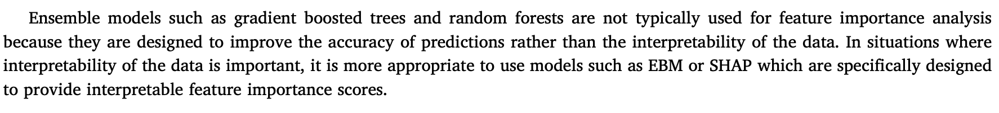 Ensemble models such as gradient boosted trees and random forests are not typically used for feature importance analysis
because they are designed to improve the accuracy of predictions rather than the interpretability of the data. In situations where
interpretability of the data is important, it is more appropriate to use models such as EBM or SHAP which are specifically designed
to provide interpretable feature importance scores.